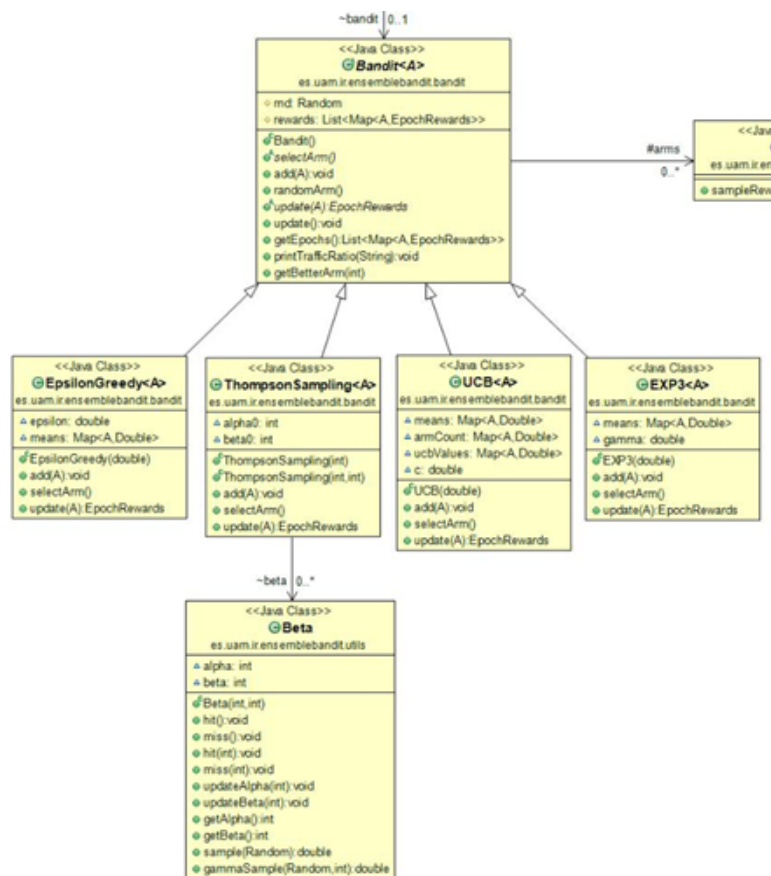 ~bandit 0..1
<<Java Class>>
Bandit<A>
es.uam.ir.ensemblebandit.bandit
rnd: Random
rewards: List<Map<A,EpochRewards>>
Bandit()
selectArm()
add(A):void
randomArm()
update(A):EpochRewards
update():void
getEpochs():List<Map<A,EpochRewards>>
printTrafficRatio(String):void
getBetterArm(int)
#arms
0..*
<<Java Cl
es.uam.ir.en
sampleRew
<<Java Class>>
EpsilonGreedy<A>
es.uam.ir.ensemblebandit.bandit
epsilon: double
means: Map<A,Double>
EpsilonGreedy(double)
add(A):void
selectArm()
update(A):EpochRewards
<<Java Class>>
ThompsonSampling<A>
es.uam.ir.ensemblebandit.bandit
alpha0: int
beta0: int
ThompsonSampling(int)
ThompsonSampling(int,int)
add(A):void
selectArm()
update(A):EpochRewards
<<Java Class>>
UCB<A>
es.uam.ir.ensemblebandit.bandit
means: Map<A,Double>
armCount: Map<A,Double>
ucbValues: Map<A,Double>
c: double
UCB(double)
add(A):void
selectArm()
update(A):EpochRewards
<<Java Class>>
EXP3<A>
es.uam.ir.ensemblebandit.bandit
means: Map<A,Double>
gamma: double
EXP3(double)
add(A):void
selectArm()
update(A):EpochRewards
~beta 0..*
<<Java Class>>
Beta
es.uam.ir.ensemblebandit.utils
alpha: int
beta: int
Beta(int,int)
hit():void
miss():void
hit(int):void
miss(int):void
updateAlpha(int):void
updateBeta(int):void
getAlpha():int
getBeta():int
sample(Random):double
gammaSample(Random,int):double